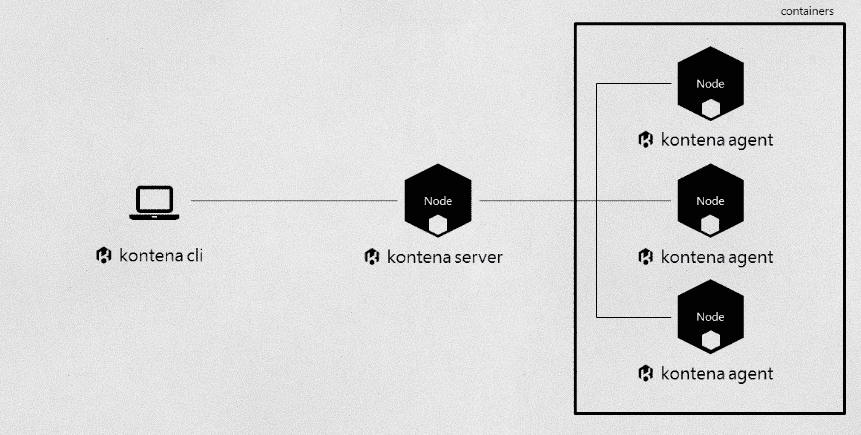 containers
Node
kontena agent
Node
Node
kontena cli
kontena server
kontena agent
Node
kontena agent